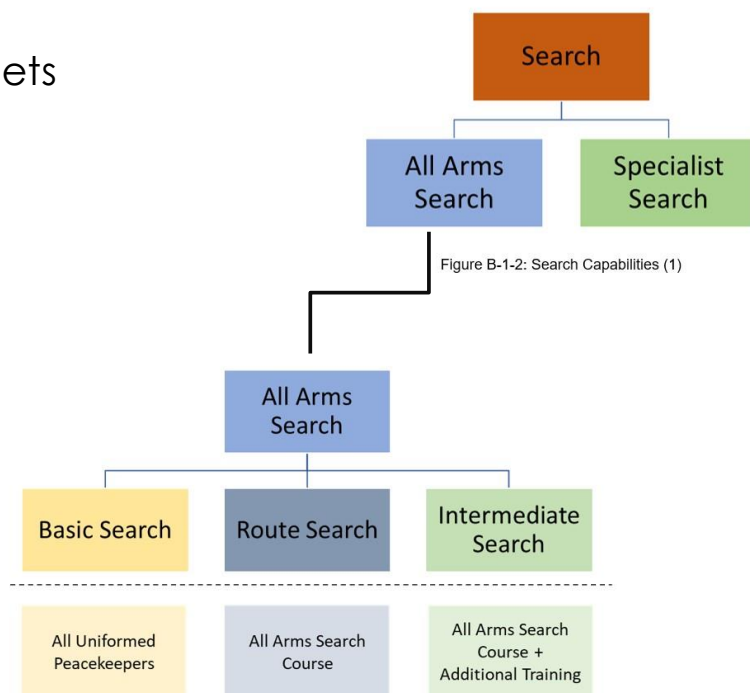 ets
Search
All Arms
Search
Specialist
Search
Figure B-1-2: Search Capabilities (1)
All Arms
Search
Basic Search
Route Search
Intermediate
Search
All Uniformed
Peacekeepers
All Arms Search
Course
All Arms Search
Course +
Additional Training